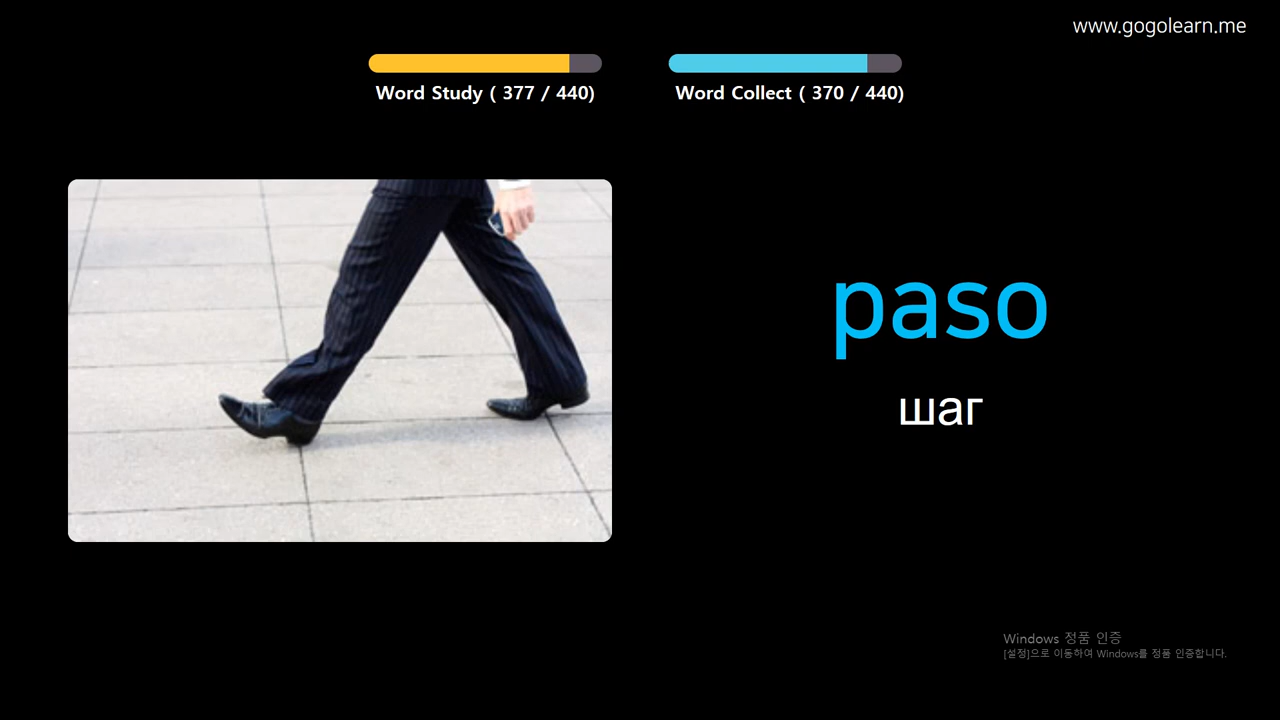 www.gogolearn.me
Word Study ( 377 / 440)
Word Collect ( 370 / 440)
paso
шаг
Windows 정품 인증
[설정]으로 이동하여 Windows를 정품 인증합니다.